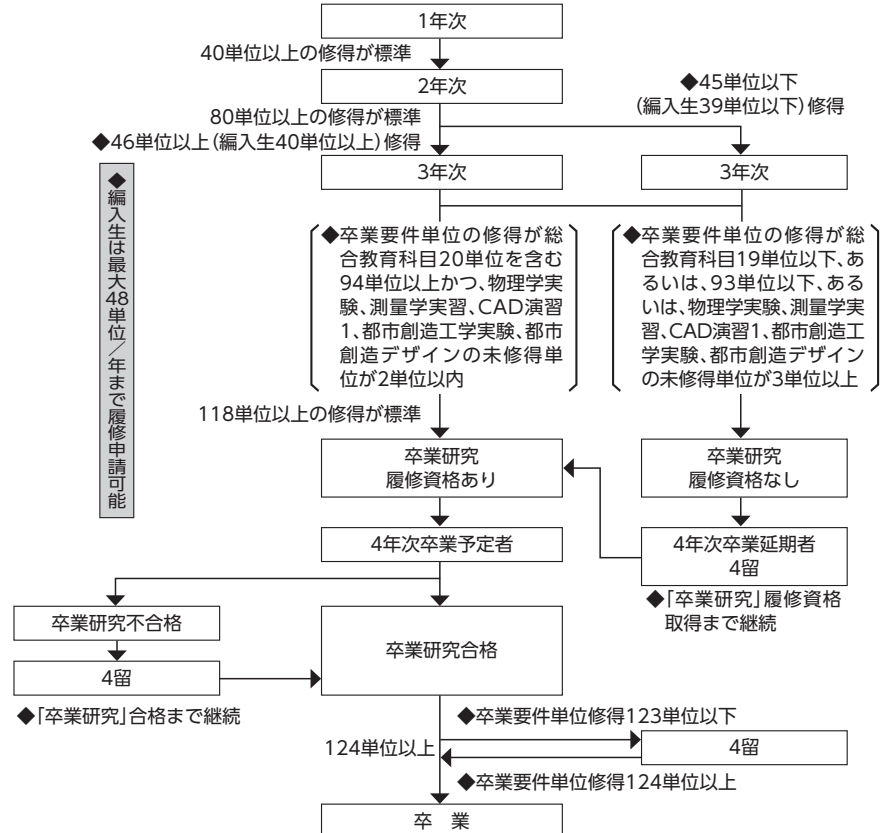 1年次
40単位以上の修得が標準
2年次
80単位以上の修得が標準
◆46単位以上(編入生40単位以上)修得
◆45単位以下
(編入生39単位以下)修得
3年次
3年次
◆編入生は最大48単位／年まで履修申請可能
◆卒業要件単位の修得が総
合教育科目20単位を含む
94単位以上かつ、物理学実
験、測量学実習、CAD演習
1、都市創造工学実験、都市
創造デザインの未修得単
位が2単位以内
◆卒業要件単位の修得が総
合教育科目19単位以下、あ
るいは、93単位以下、ある
いは、物理学実験、測量学実
習、CAD演習1、都市創造工
学実験、都市創造デザイン
の未修得単位が3単位以上
118単位以上の修得が標準
卒業研究
履修資格あり
卒業研究
履修資格なし
4年次卒業予定者
4年次卒業延期者
4留
◆「卒業研究」履修資格
取得まで継続
卒業研究不合格
卒業研究合格
4留
◆「卒業研究」合格まで継続
◆卒業要件単位修得123単位以下
124単位以上
4留
◆卒業要件単位修得124単位以上
卒 業